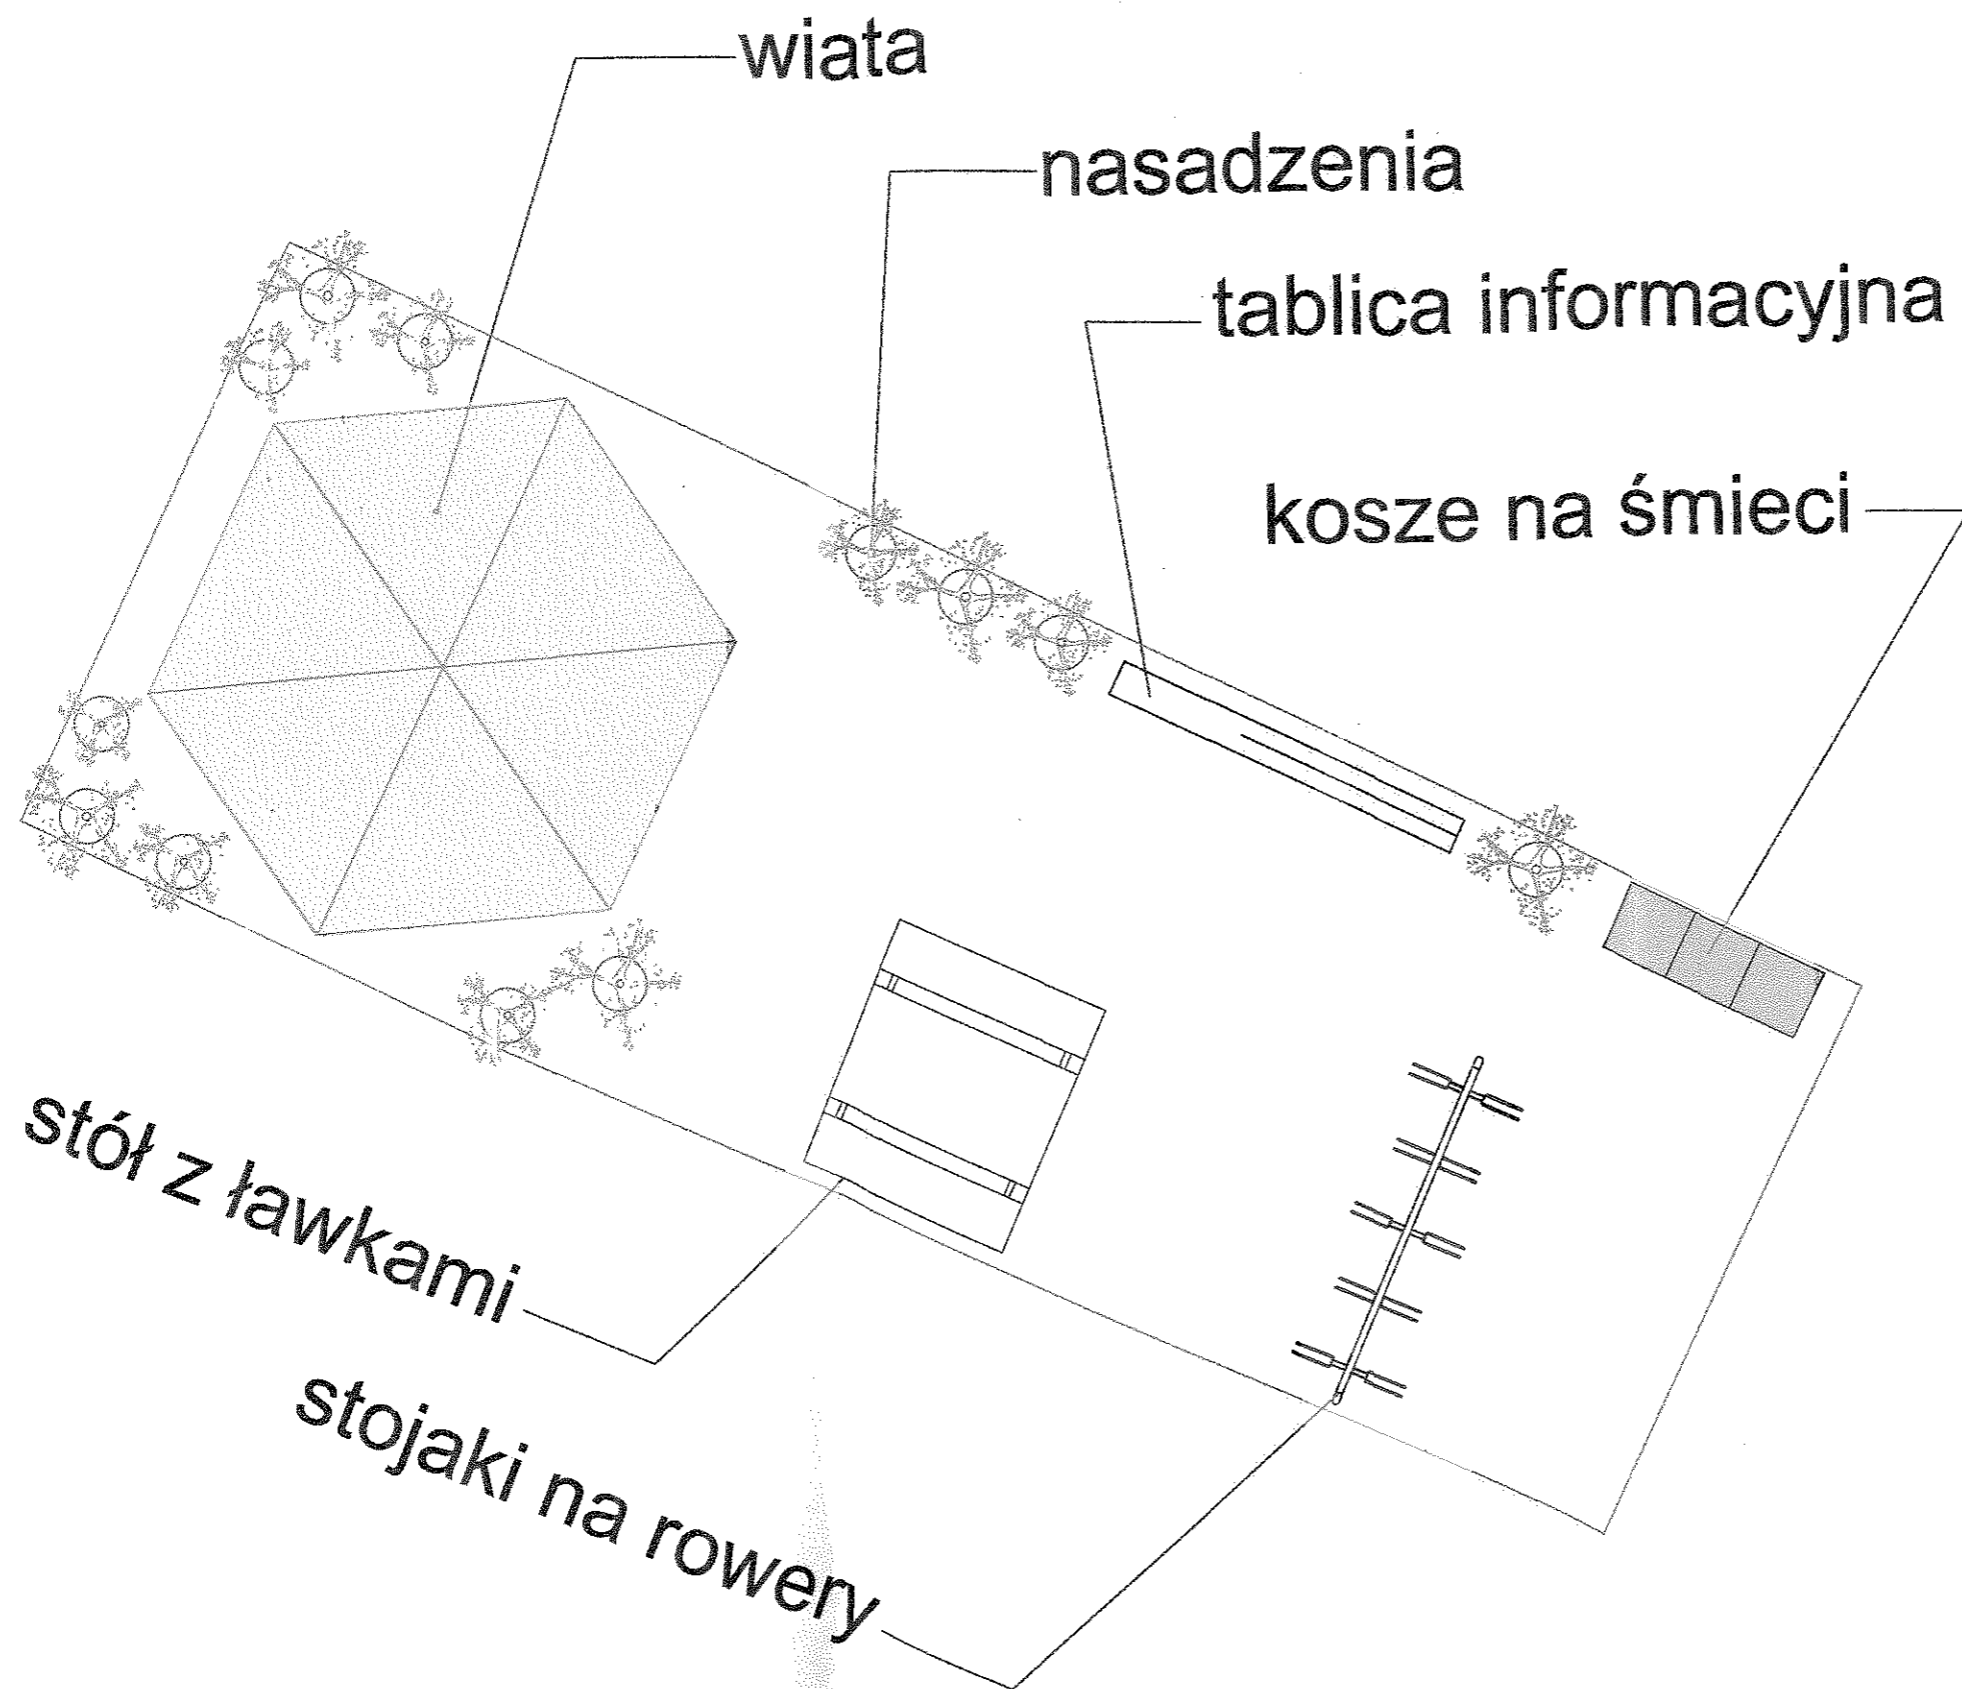 wiata
nasadzenia
tablica informacyjna
kosze na śmieci
stół z ławkami
stojaki na rowery